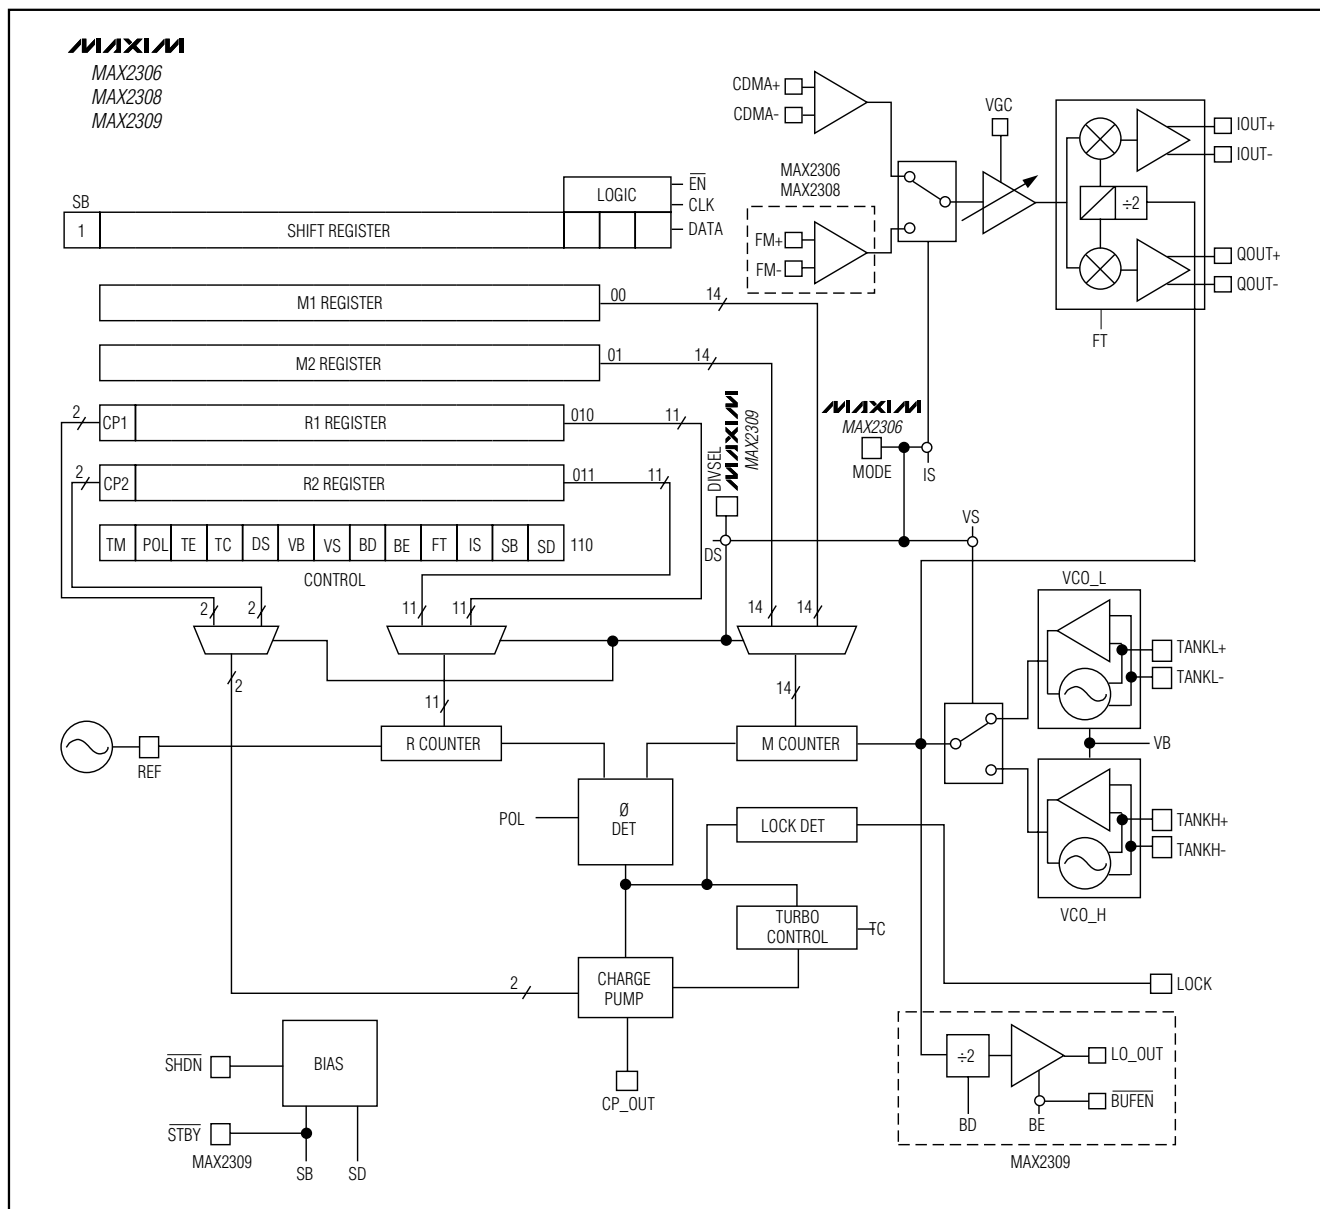 MAXIM
MAX2306
MAX2308
MAX2309
CDMA+
CDMA-
VGC
IOUT+
IOUT-
MAX2306
MAX2308
FM+
FM-
÷2
QOUT+
QOUT-
FT
SB
LOGIC
EN
CLK
DATA
1
SHIFT REGISTER
M1 REGISTER
00
14
M2 REGISTER
01
14
2
CP1
R1 REGISTER
010
11
2
CP2
R2 REGISTER
011
11
TM POL TE TC DS VB VS BD BE FT IS SB SD 110
CONTROL
DIVSEL
MAXIM
MAX2309
MAXIM
MAX2306
MODE
IS
DS
VS
2
2
11
11
14
14
2
11
14
VCO_L
TANKL+
TANKL-
VB
TANKH+
TANKH-
VCO_H
REF
R COUNTER
M COUNTER
POL
Ø
DET
LOCK DET
TURBO
CONTROL
TC
2
CHARGE
PUMP
CP_OUT
LOCK
SHDN
BIAS
STBY
MAX2309
SB
SD
÷2
LO_OUT
BUFEN
BD
BE
MAX2309